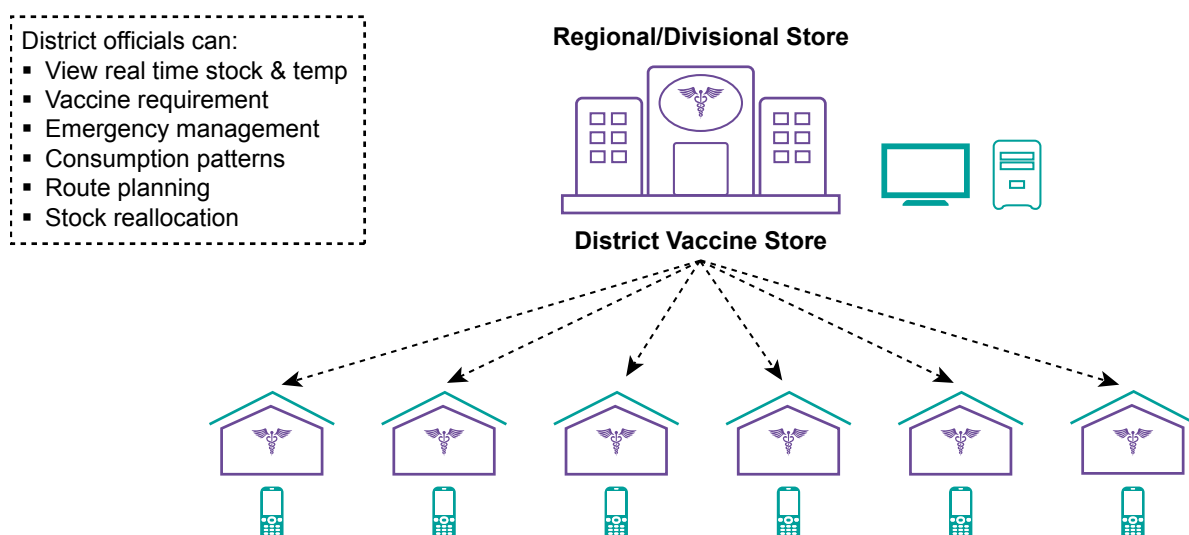 District officials can:
▪ View real time stock & temp
▪ Vaccine requirement
▪ Emergency management
▪ Consumption patterns
▪ Route planning
▪ Stock reallocation
Regional/Divisional Store
District Vaccine Store